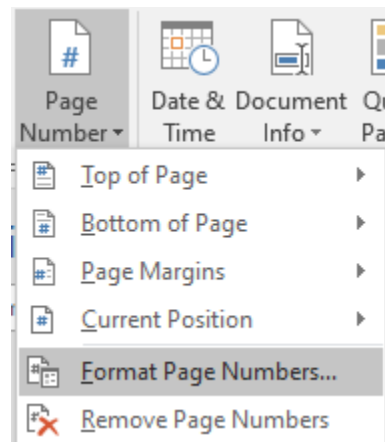 Page Number
Date & Time
Document Info
Top of Page
Bottom of Page
Page Margins
Current Position
Format Page Numbers...
Remove Page Numbers